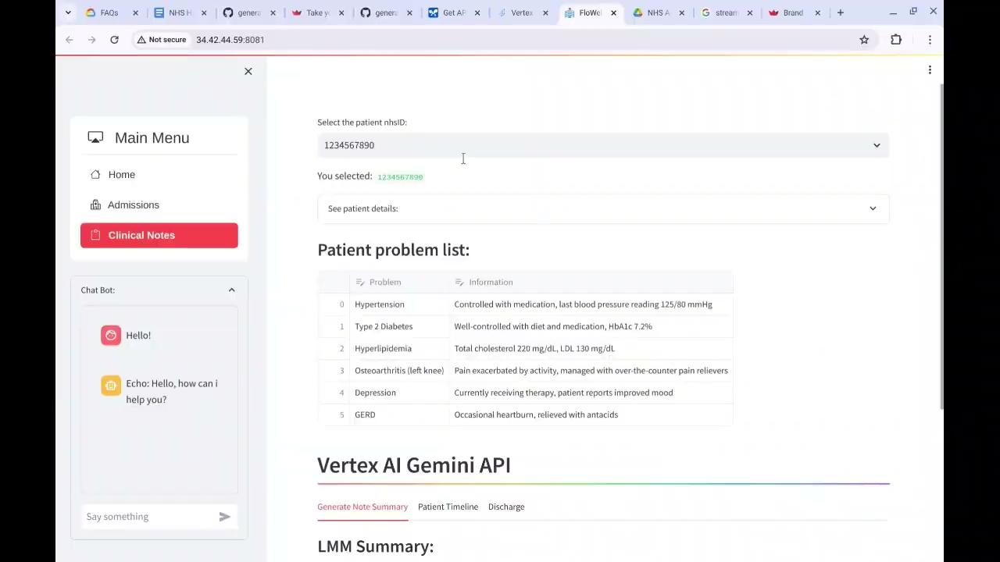 FAQs
NHS H
genera
Take y
genera
Get AP
Vertex
FloWel
NHS A
stream
Brand
Not secure
34.42.44.59:8081
Main Menu
Home
Admissions
Clinical Notes
Chat Bot:
Hello!
Echo: Hello, how can i
help you?
Say something
Select the patient nhsID:
1234567890
You selected: 1234567890
See patient details:
Patient problem list:
Problem Information
0 Hypertension Controlled with medication, last blood pressure reading 125/80 mmHg
1 Type 2 Diabetes Well-controlled with diet and medication, HbA1c 7.2%
2 Hyperlipidemia Total cholesterol 220 mg/dL, LDL 130 mg/dL
3 Osteoarthritis (left knee) Pain exacerbated by activity, managed with over-the-counter pain relievers
4 Depression Currently receiving therapy, patient reports improved mood
5 GERD Occasional heartburn, relieved with antacids
Vertex AI Gemini API
Generate Note Summary Patient Timeline Discharge
LMM Summary: